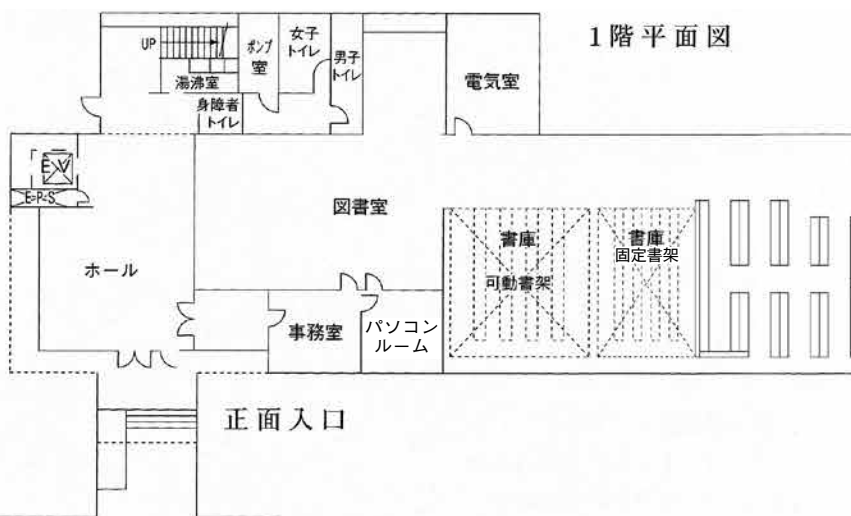 1階平面図
UP
ポンプ
室
女子
トイレ
男子
トイレ
電気室
湯沸室
身障者
トイレ
E
V
E=P=S
図書室
書庫
可動書架
書庫
固定書架
ホール
事務室
パソコン
ルーム
正面入口